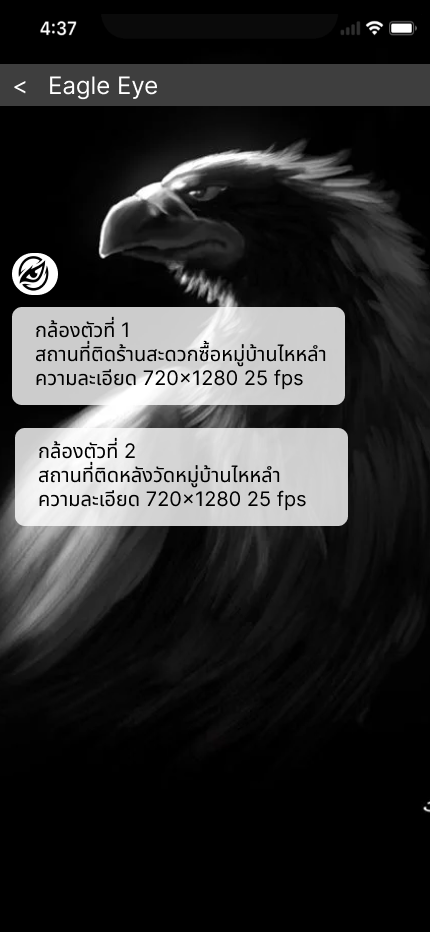 4:37
< Eagle Eye
กล้องตัวที่ 1
สถานที่ติดร้านสะดวกซื้อหมู่บ้านไหหลำ
ความละเอียด 720×1280 25 fps
กล้องตัวที่ 2
สถานที่ติดหลังวัดหมู่บ้านไหหลำ
ความละเอียด 720×1280 25 fps